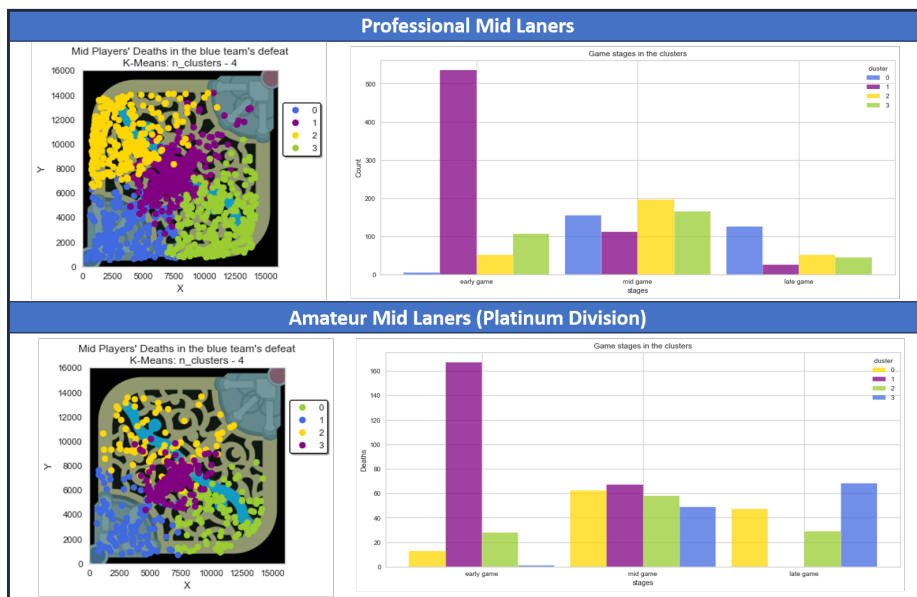 Professional Mid Laners
Mid Players' Deaths in the blue team's defeat
K-Means: n_clusters - 4
16000
14000
12000
10000
8000
6000
4000
2000
0
Y
0 2500 5000 7500 10000 12500 15000
X
0
1
2
3
Game stages in the clusters
500
400
300
200
100
0
Count
early game mid game late game
stages
cluster
0
1
2
3
Amateur Mid Laners (Platinum Division)
Mid Players' Deaths in the blue team's defeat
K-Means: n_clusters - 4
16000
14000
12000
10000
8000
6000
4000
2000
0
Y
0 2500 5000 7500 10000 12500 15000
X
0
1
2
3
Game stages in the clusters
160
140
120
100
80
60
40
20
0
Deaths
early game mid game late game
stages
cluster
0
1
2
3